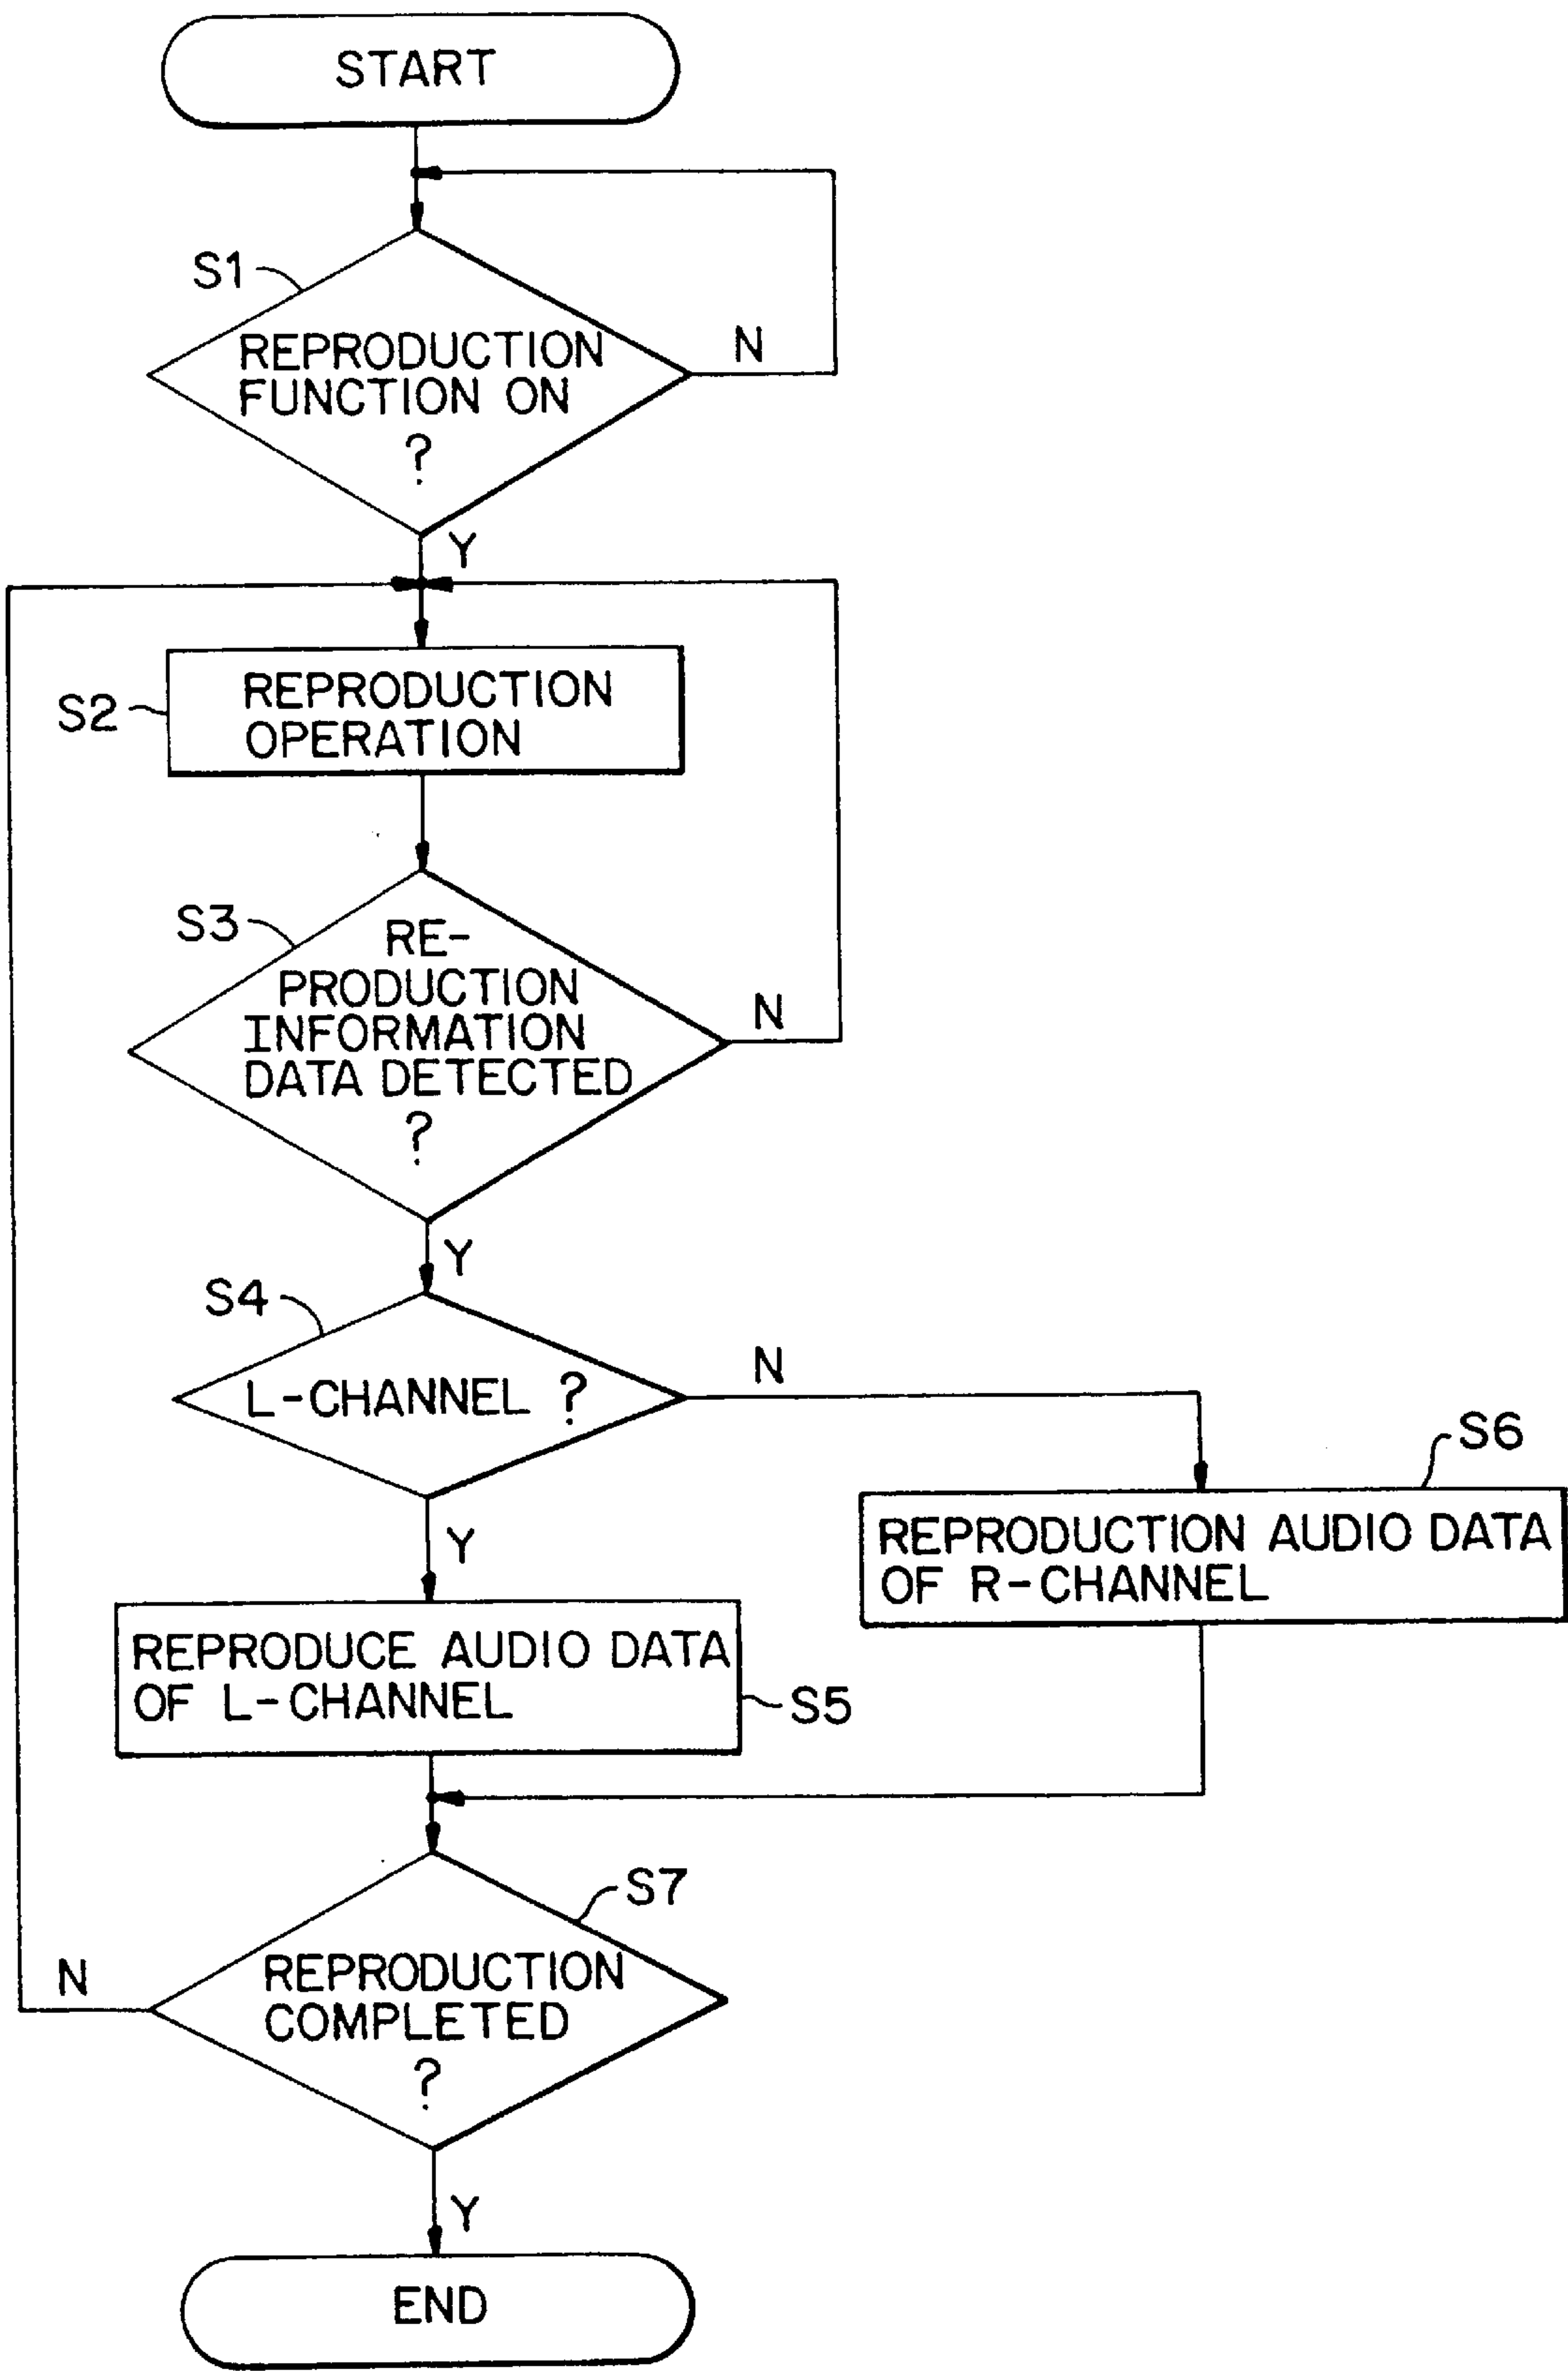 START
S1
REPRODUCTION
FUNCTION ON
?
N
Y
S2
REPRODUCTION
OPERATION
S3
RE-
PRODUCTION
INFORMATION
DATA DETECTED
?
N
Y
S4
L-CHANNEL ?
N
Y
S6
REPRODUCTION AUDIO DATA
OF R-CHANNEL
REPRODUCE AUDIO DATA
OF L-CHANNEL
S5
S7
REPRODUCTION
COMPLETED
?
N
Y
END